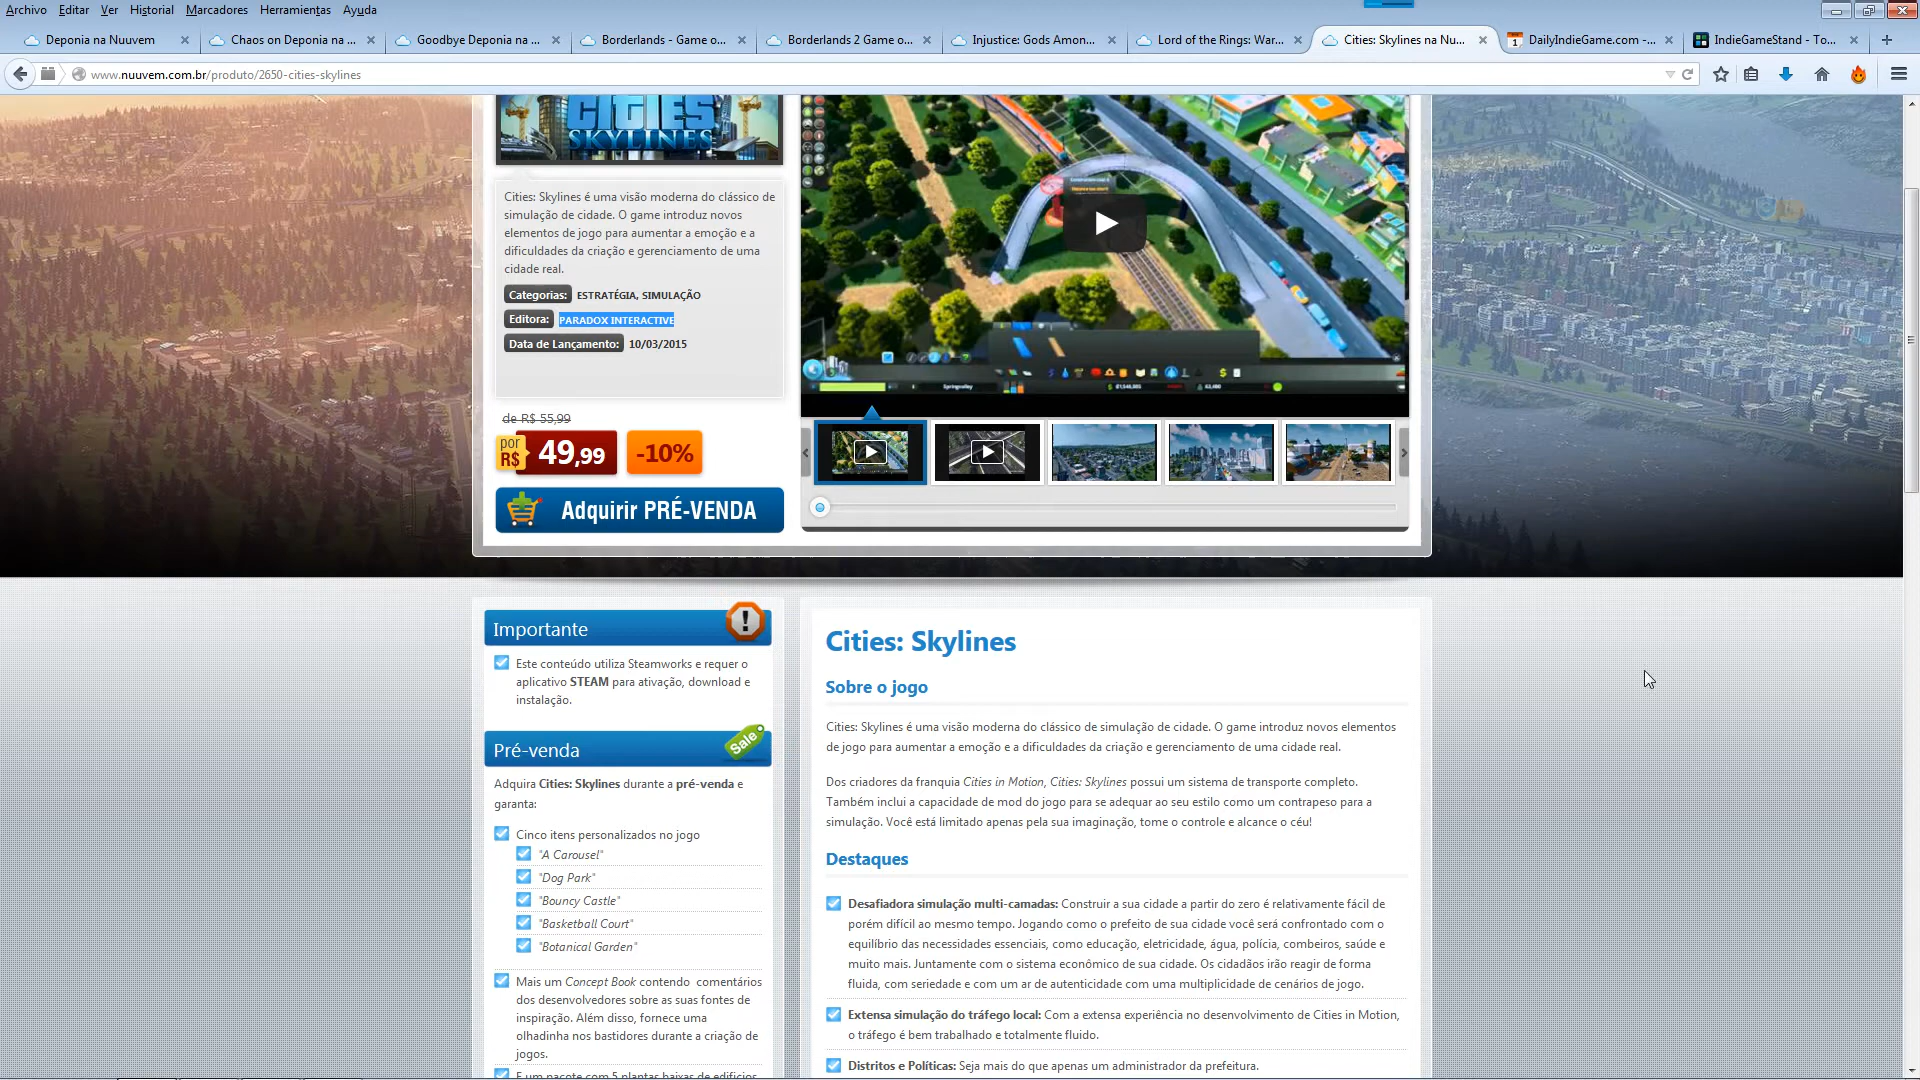 Archivo Editar Ver Historial Marcadores Herramientas Ayuda
Deponia na Nuuvem
Chaos on Deponia na ...
Goodbye Deponia na ...
Borderlands - Game o...
Borderlands 2 Game o...
Injustice: Gods Amon...
Lord of the Rings: War...
Cities: Skylines na Nu...
DailyIndieGame.com -...
IndieGameStand - To...
www.nuuvem.com.br/produto/2650-cities-skylines
CITIES
SKYLINES
Cities: Skylines é uma visão moderna do clássico de
simulação de cidade. O game introduz novos
elementos de jogo para aumentar a emoção e a
dificuldades da criação e gerenciamento de uma
cidade real.
Categorias: ESTRATÉGIA, SIMULAÇÃO
Editora: PARADOX INTERACTIVE
Data de Lançamento: 10/03/2015
de R$ 55,99
por R$ 49,99 -10%
Adquirir PRÉ-VENDA
Importante
Este conteúdo utiliza Steamworks e requer o
aplicativo STEAM para ativação, download e
instalação.
Pré-venda
Sale
Adquira Cities: Skylines durante a pré-venda e
garanta:
Cinco itens personalizados no jogo
"A Carousel"
"Dog Park"
"Bouncy Castle"
"Basketball Court"
"Botanical Garden"
Mais um Concept Book contendo comentários
dos desenvolvedores sobre as suas fontes de
inspiração. Além disso, fornece uma
olhadinha nos bastidores durante a criação de
jogos.
E um pacote com 5 plantas baixas de edifícios
Cities: Skylines
Sobre o jogo
Cities: Skylines é uma visão moderna do clássico de simulação de cidade. O game introduz novos elementos
de jogo para aumentar a emoção e a dificuldades da criação e gerenciamento de uma cidade real.
Dos criadores da franquia Cities in Motion, Cities: Skylines possui um sistema de transporte completo.
Também inclui a capacidade de mod do jogo para se adequar ao seu estilo como um contrapeso para a
simulação. Você está limitado apenas pela sua imaginação, tome o controle e alcance o céu!
Destaques
Desafiadora simulação multi-camadas: Construir a sua cidade a partir do zero é relativamente fácil de
porém difícil ao mesmo tempo. Jogando como o prefeito de sua cidade você será confrontado com o
equilíbrio das necessidades essenciais, como educação, eletricidade, água, polícia, combeiros, saúde e
muito mais. Juntamente com o sistema econômico de sua cidade. Os cidadãos irão reagir de forma
fluida, com seriedade e com um ar de autenticidade com uma multiplicidade de cenários de jogo.
Extensa simulação do tráfego local: Com a extensa experiência no desenvolvimento de Cities in Motion,
o tráfego é bem trabalhado e totalmente fluido.
Distritos e Políticas: Seja mais do que apenas um administrador da prefeitura.